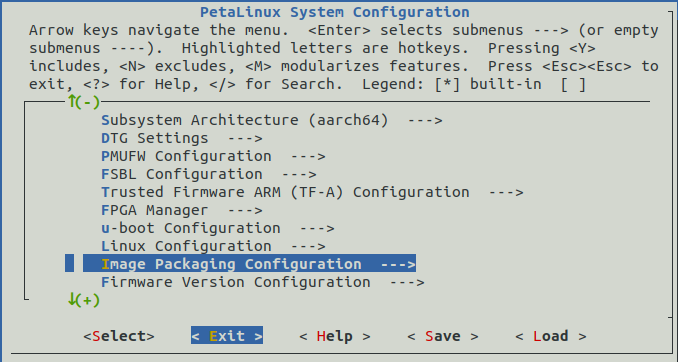 PetaLinux System Configuration
Arrow keys navigate the menu.  <Enter> selects submenus ---> (or empty
submenus ----).  Highlighted letters are hotkeys.  Pressing <Y>
includes, <N> excludes, <M> modularizes features.  Press <Esc><Esc> to
exit, <?> for Help, </> for Search.  Legend: [*] built-in  [ ]
↑(-)
Subsystem Architecture (aarch64)  --->
DTG Settings  --->
PMUFW Configuration  --->
FSBL Configuration  --->
Trusted Firmware ARM (TF-A) Configuration  --->
FPGA Manager  --->
u-boot Configuration  --->
Linux Configuration  --->
Image Packaging Configuration  --->
Firmware Version Configuration  --->
↓(+)
<Select>    < Exit >    < Help >    < Save >    < Load >